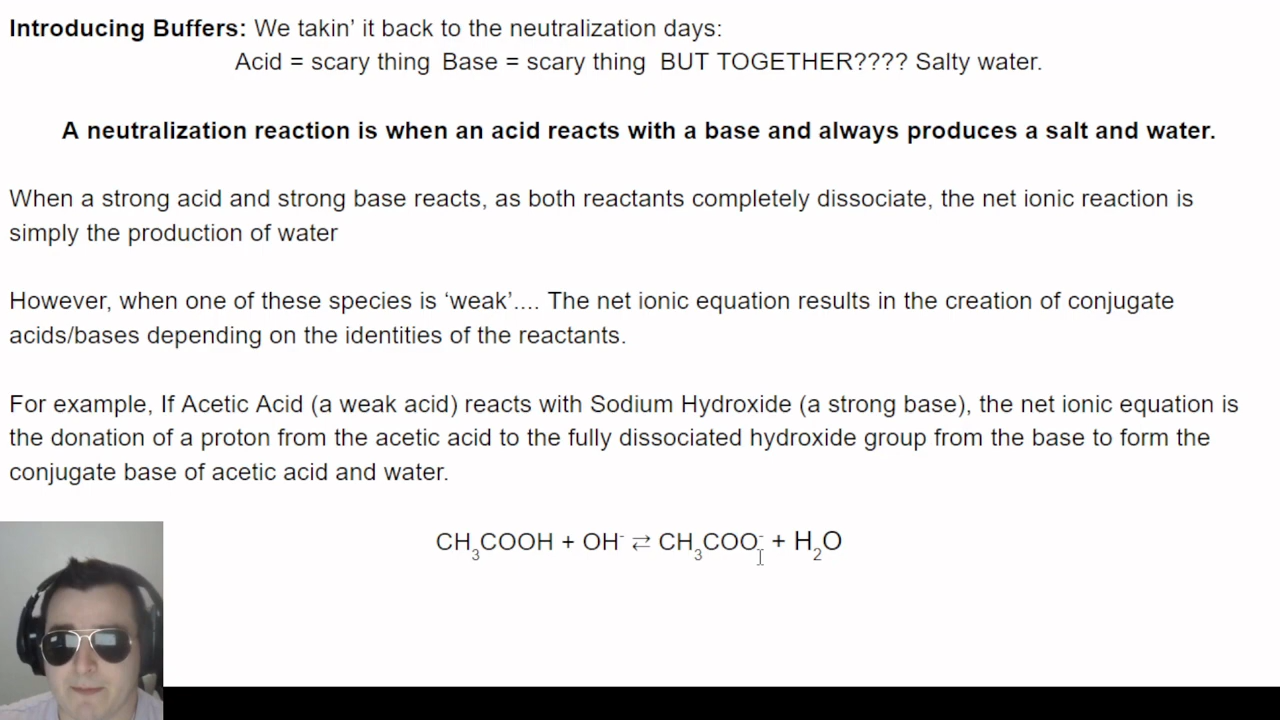 Introducing Buffers: We takin’ it back to the neutralization days:
Acid = scary thing Base = scary thing BUT TOGETHER???? Salty water.
A neutralization reaction is when an acid reacts with a base and always produces a salt and water.
When a strong acid and strong base reacts, as both reactants completely dissociate, the net ionic reaction is
simply the production of water
However, when one of these species is ‘weak’.... The net ionic equation results in the creation of conjugate
acids/bases depending on the identities of the reactants.
For example, If Acetic Acid (a weak acid) reacts with Sodium Hydroxide (a strong base), the net ionic equation is
the donation of a proton from the acetic acid to the fully dissociated hydroxide group from the base to form the
conjugate base of acetic acid and water.
CH₃COOH + OH⁻ ⇄ CH₃COO⁻ + H₂O